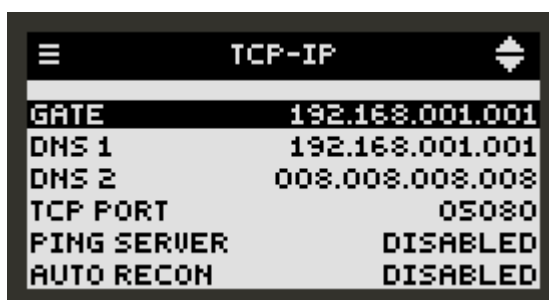 TCP-IP
GATE 192.168.001.001
DNS 1 192.168.001.001
DNS 2 008.008.008.008
TCP PORT 05080
PING SERVER DISABLED
AUTO RECON DISABLED